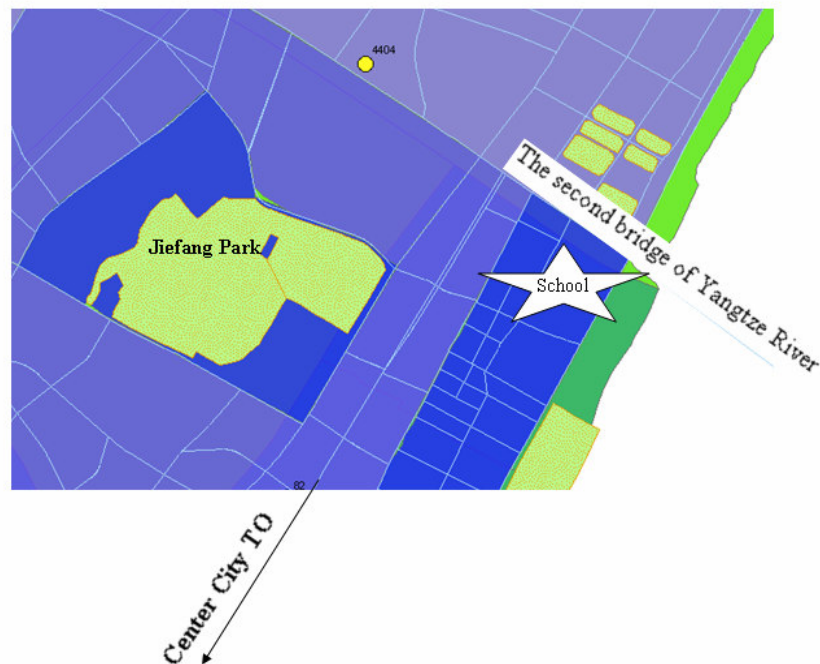 4404
The second bridge of Yangtze River
Jiefang Park
School
82
Center City TO